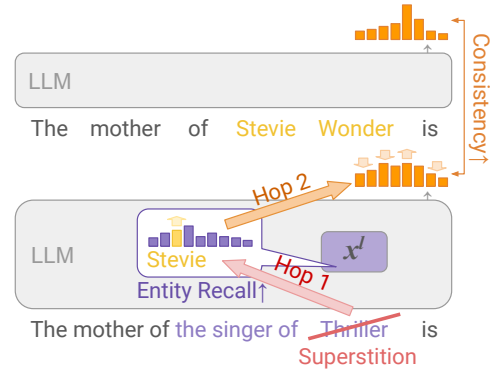 LLM
The mother of Stevie Wonder is
Consistency↑
Hop 2
LLM
Stevie
x^l
Hop 1
Entity Recall↑
The mother of the singer of Thriller is
Superstition